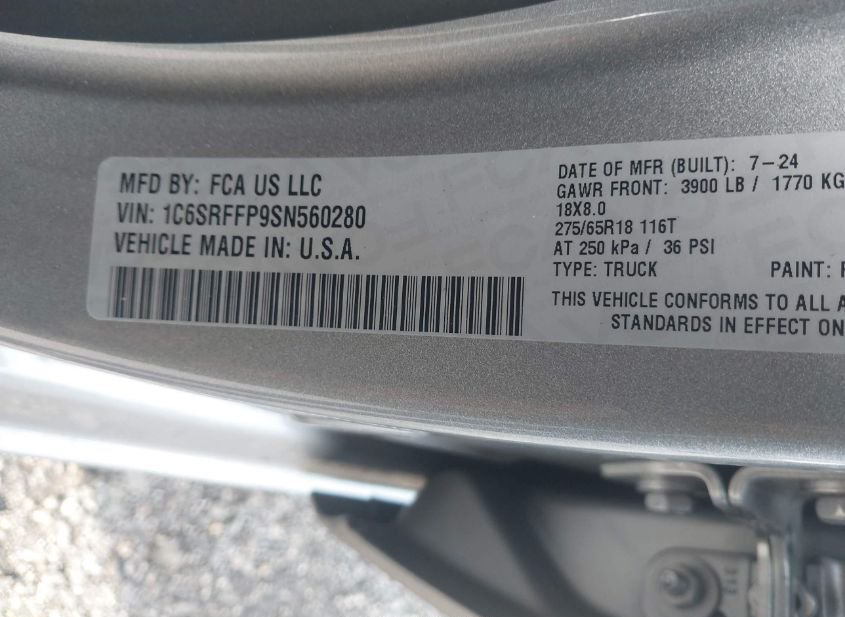 MFD BY: FCA US LLC
VIN: 1C6SRFFP9SN560280
VEHICLE MADE IN: U.S.A.
DATE OF MFR (BUILT): 7-24
GAWR FRONT: 3900 LB / 1770 KG
18X8.0
275/65R18 116T
AT 250 kPa / 36 PSI
TYPE: TRUCK PAINT:
THIS VEHICLE CONFORMS TO ALL A
STANDARDS IN EFFECT ON